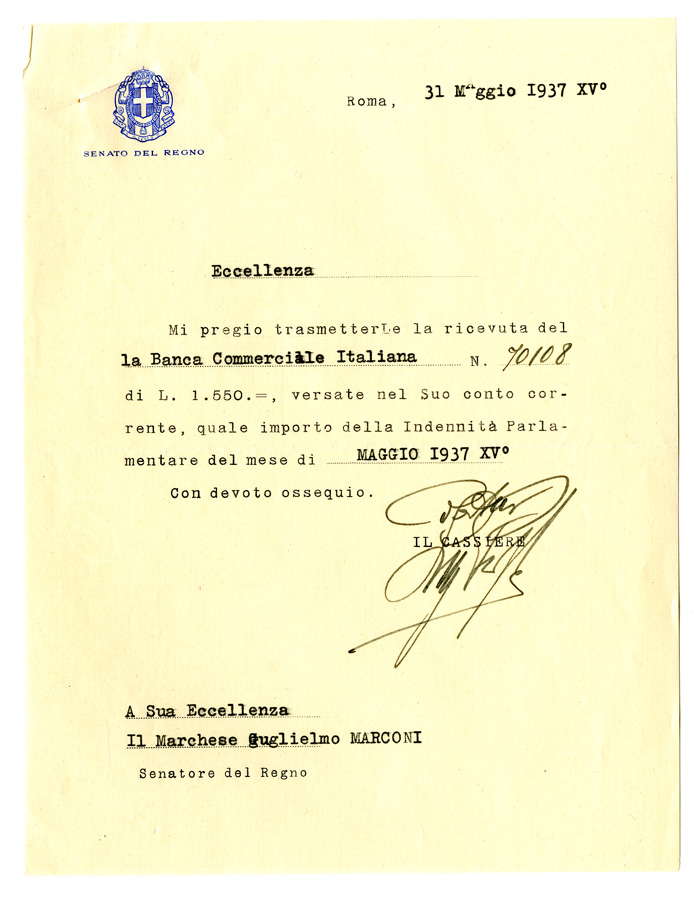 SENATO DEL REGNO
Roma, 31 Maggio 1937 XV°
Eccellenza
Mi pregio trasmetterLe la ricevuta del
la Banca Commerciale Italiana N. 70108
di L. 1.550.=, versate nel Suo conto cor-
rente, quale importo della Indennità Parla-
mentare del mese di MAGGIO 1937 XV°
Con devoto ossequio.
IL CASSIERE
A Sua Eccellenza
Il Marchese Guglielmo MARCONI
Senatore del Regno